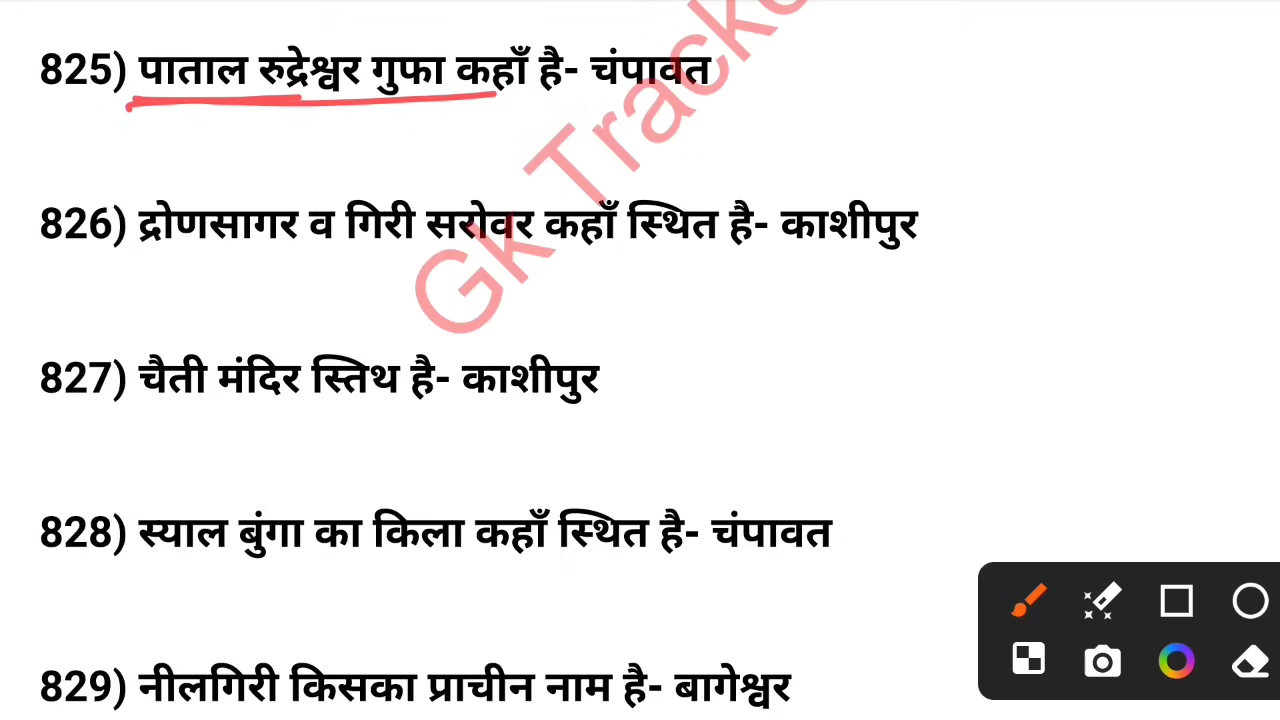 825) पाताल रुद्रेश्वर गुफा कहाँ है- चंपावत
826) द्रोणसागर व गिरी सरोवर कहाँ स्थित है- काशीपुर
827) चैती मंदिर स्तिथ है- काशीपुर
828) स्याल बुंगा का किला कहाँ स्थित है- चंपावत
829) नीलगिरी किसका प्राचीन नाम है- बागेश्वर
Gk Tracke